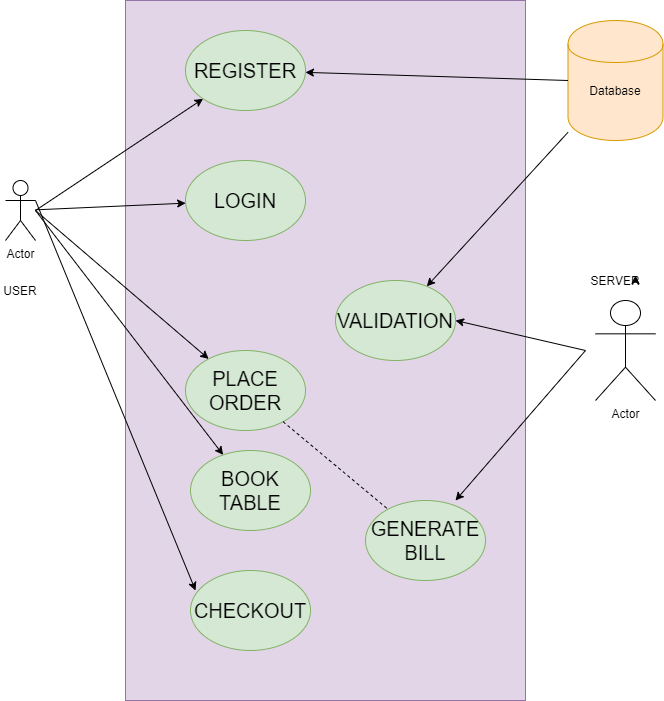 REGISTER
Database
LOGIN
Actor
USER
SERVER
VALIDATION
PLACE
ORDER
Actor
BOOK
TABLE
GENERATE
BILL
CHECKOUT